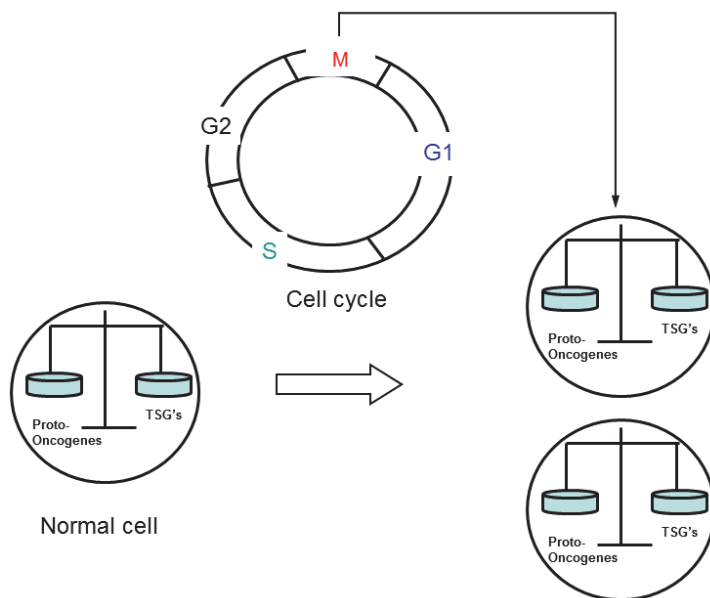 M
G2
G1
S
Cell cycle
Proto-
Oncogenes
TSG's
Normal cell
Proto-
Oncogenes
TSG's
Proto-
Oncogenes
TSG's